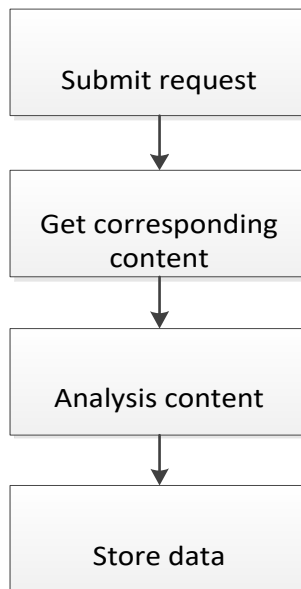 Submit request
Get corresponding
content
Analysis content
Store data